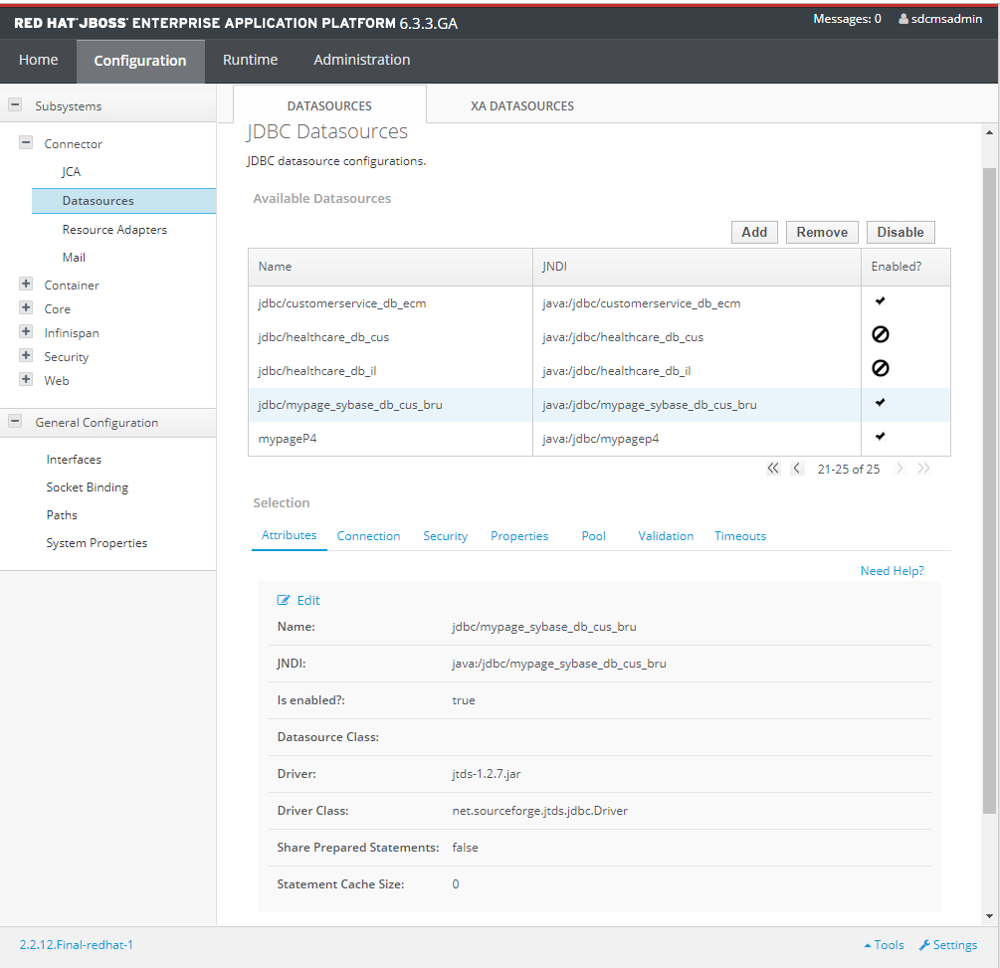 RED HAT JBOSS ENTERPRISE APPLICATION PLATFORM 6.3.3.GA
Messages: 0 sdcmsadmin
Home Configuration Runtime Administration
Subsystems
Connector
JCA
Datasources
Resource Adapters
Mail
Container
Core
Infinispan
Security
Web
General Configuration
Interfaces
Socket Binding
Paths
System Properties
DATASOURCES XA DATASOURCES
JDBC Datasources
JDBC datasource configurations.
Available Datasources
Add Remove Disable
Name JNDI Enabled?
jdbc/customerservice_db_ecm java:/jdbc/customerservice_db_ecm
jdbc/healthcare_db_cus java:/jdbc/healthcare_db_cus
jdbc/healthcare_db_il java:/jdbc/healthcare_db_il
jdbc/mypage_sybase_db_cus_bru java:/jdbc/mypage_sybase_db_cus_bru
mypageP4 java:/jdbc/mypagep4
21-25 of 25
Selection
Attributes Connection Security Properties Pool Validation Timeouts
Need Help?
Edit
Name: jdbc/mypage_sybase_db_cus_bru
JNDI: java:/jdbc/mypage_sybase_db_cus_bru
Is enabled?: true
Datasource Class:
Driver: jtds-1.2.7.jar
Driver Class: net.sourceforge.jtds.jdbc.Driver
Share Prepared Statements: false
Statement Cache Size: 0
2.2.12.Final-redhat-1 Tools Settings